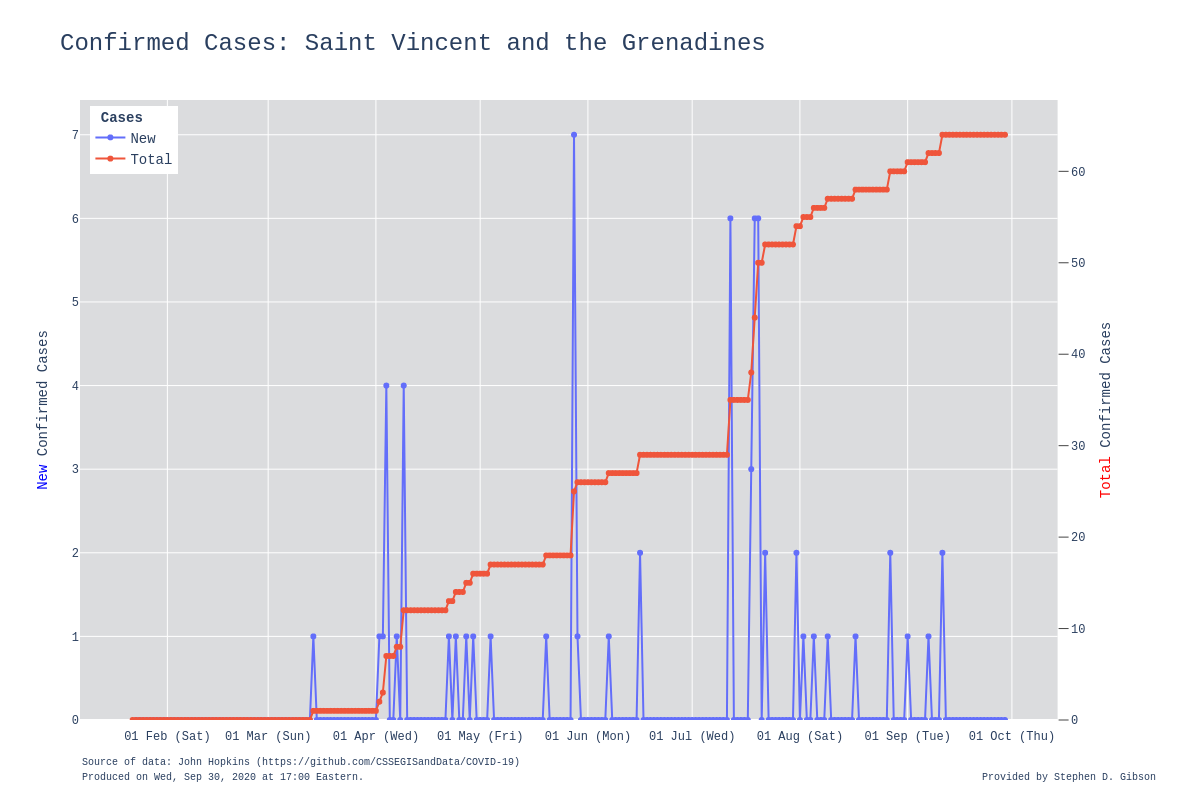 Confirmed Cases: Saint Vincent and the Grenadines
Cases
New
Total
7
6
5
4
3
2
1
0
New Confirmed Cases
60
50
40
30
20
10
0
Total Confirmed Cases
01 Feb (Sat) 01 Mar (Sun) 01 Apr (Wed) 01 May (Fri) 01 Jun (Mon) 01 Jul (Wed) 01 Aug (Sat) 01 Sep (Tue) 01 Oct (Thu)
Source of data: John Hopkins (https://github.com/CSSEGISandData/COVID-19)
Produced on Wed, Sep 30, 2020 at 17:00 Eastern.
Provided by Stephen D. Gibson